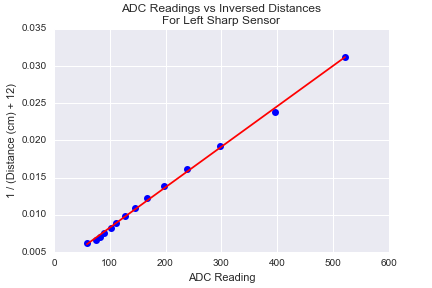 ADC Readings vs Inversed Distances
For Left Sharp Sensor
0.035
0.030
0.025
0.020
0.015
0.010
0.005
1 / (Distance (cm) + 12)
0 100 200 300 400 500 600
ADC Reading